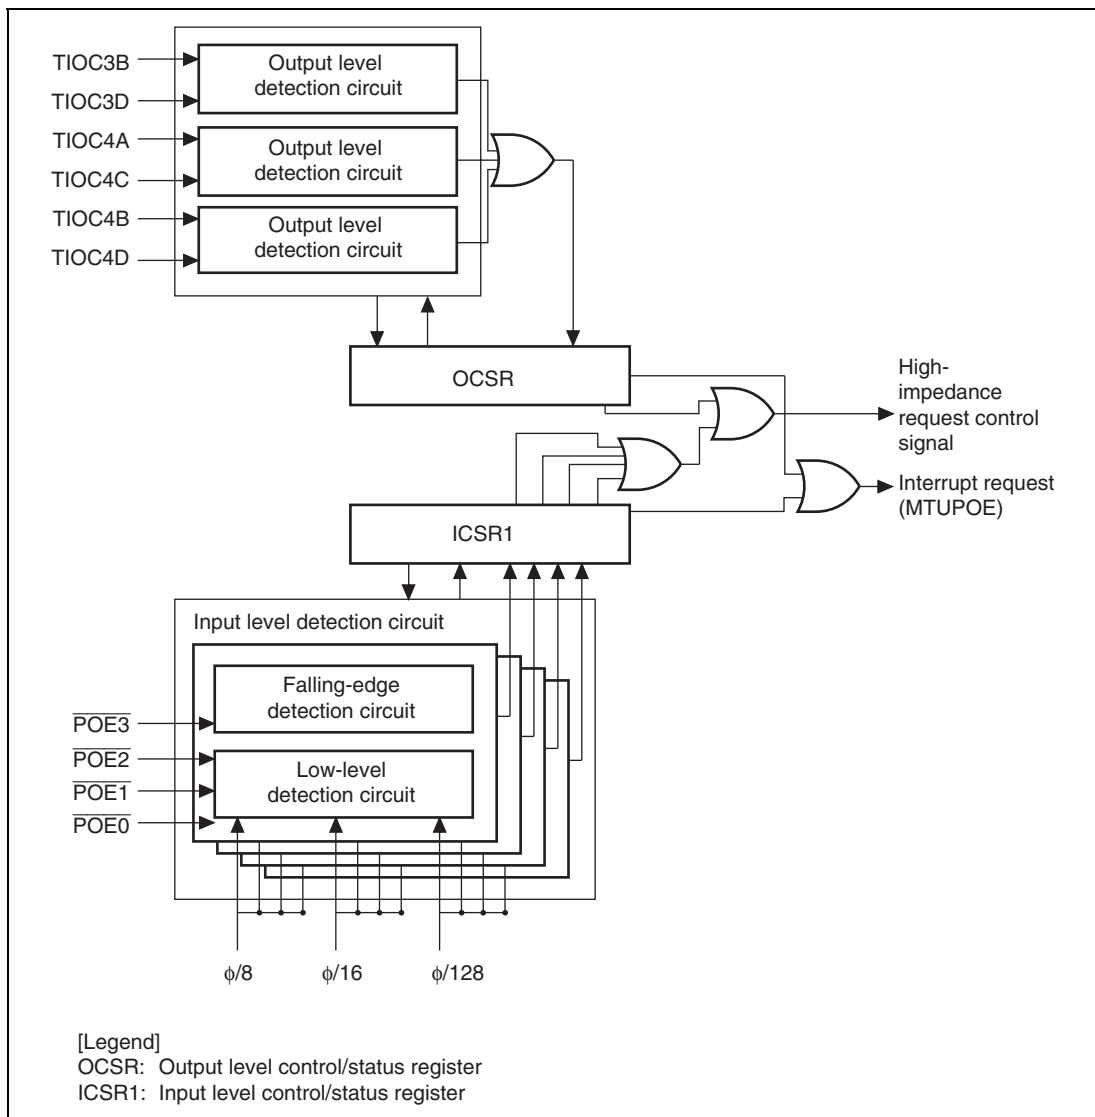 TIOC3B
TIOC3D
TIOC4A
TIOC4C
TIOC4B
TIOC4D
Output level
detection circuit
Output level
detection circuit
Output level
detection circuit
OCSR
High-
impedance
request control
signal
Interrupt request
(MTUPOE)
ICSR1
Input level detection circuit
Falling-edge
detection circuit
Low-level
detection circuit
POE3
POE2
POE1
POE0
ϕ/8
ϕ/16
ϕ/128
[Legend]
OCSR: Output level control/status register
ICSR1: Input level control/status register